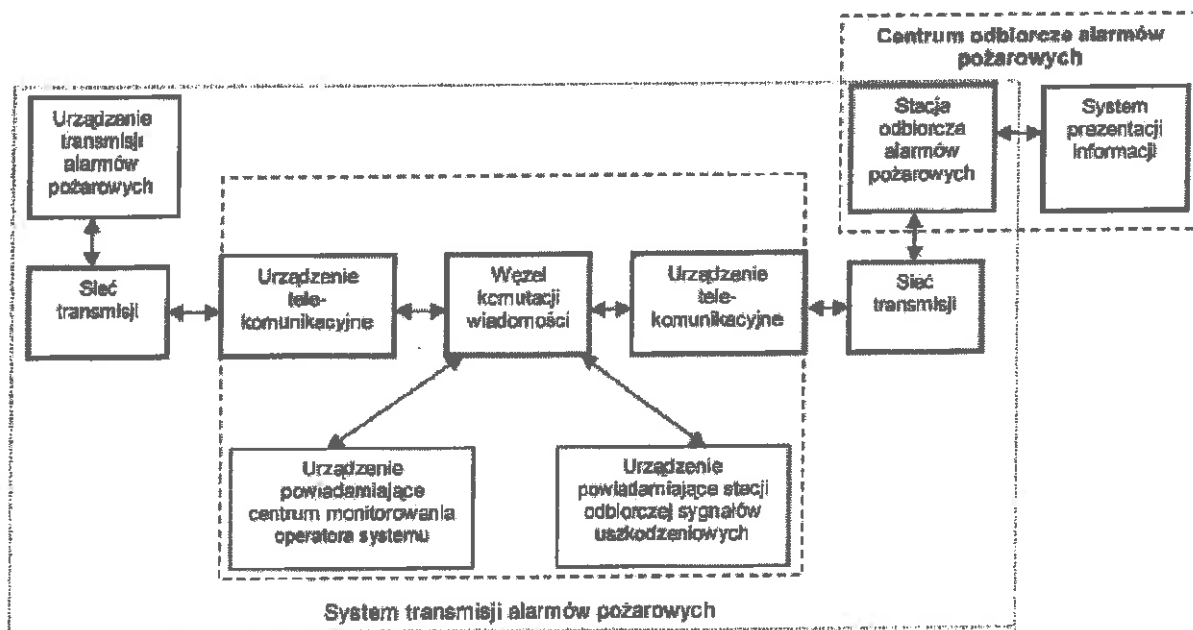 Centrum odbiorcze alarmów
pożarowych
Urządzenie
transmisji
alarmów
pożarowych
Stacja
odbiorcza
alarmów
pożarowych
System
prezentacji
informacji
Sieć
transmisji
Urządzenie
tele-
komunikacyjne
Węzeł
komutacji
wiadomości
Urządzenie
tele-
komunikacyjne
Sieć
transmisji
Urządzenie
powiadamiające
centrum monitorowania
operatora systemu
Urządzenie
powiadamiające stacji
odbiorczej sygnałów
uszkodzeniowych
System transmisji alarmów pożarowych